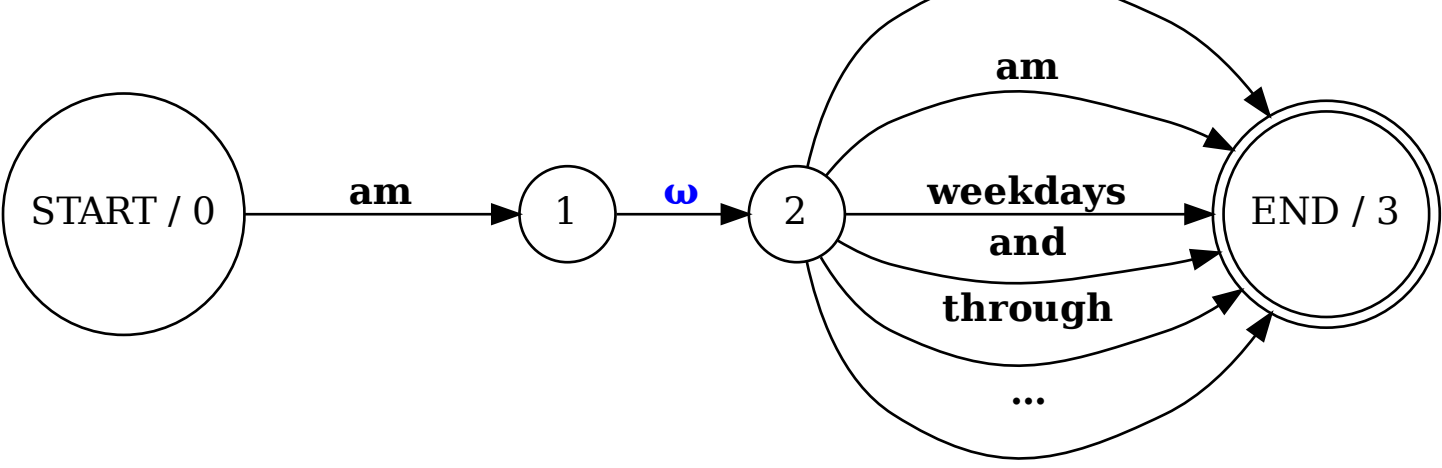 START / 0
am
1
ω
2
am
weekdays
and
through
...
END / 3